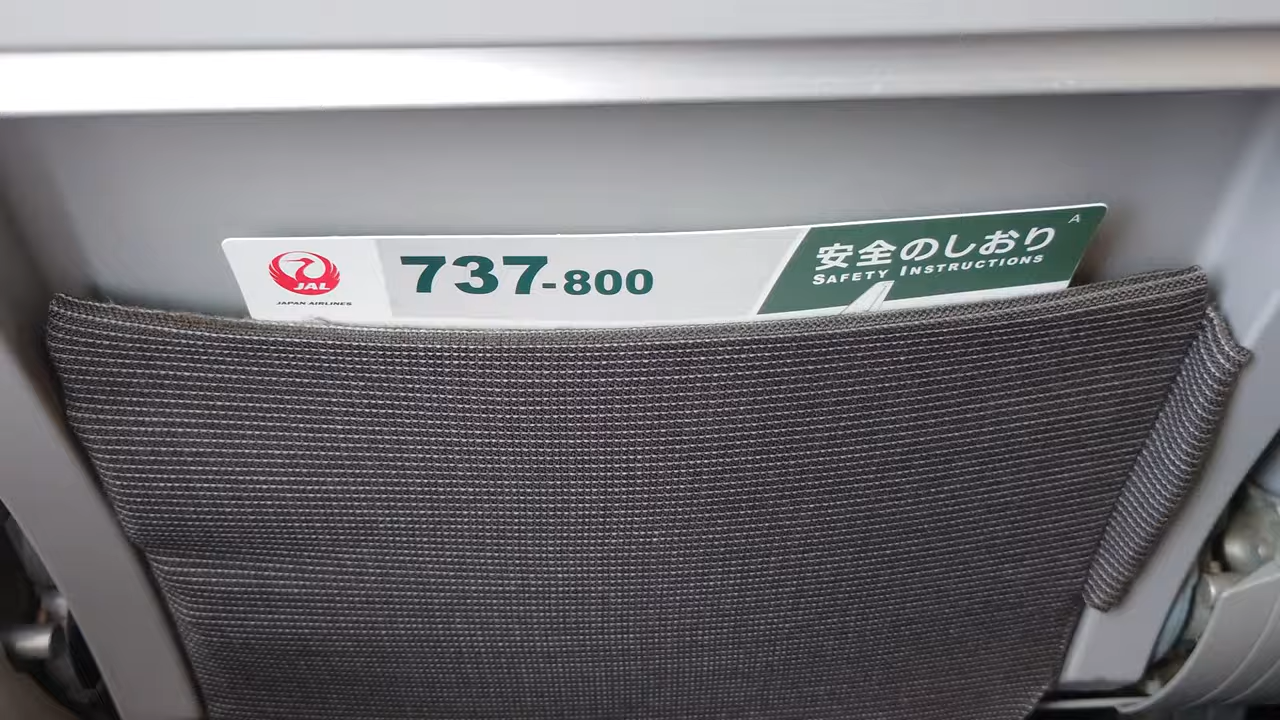 JAL
JAPAN AIRLINES
737-800
安全のしおり
SAFETY INSTRUCTIONS
A